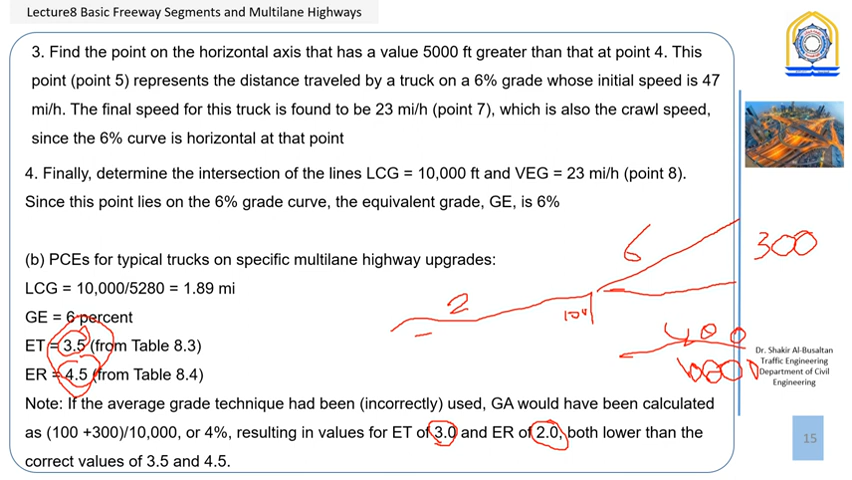 Lecture8 Basic Freeway Segments and Multilane Highways
3. Find the point on the horizontal axis that has a value 5000 ft greater than that at point 4. This
point (point 5) represents the distance traveled by a truck on a 6% grade whose initial speed is 47
mi/h. The final speed for this truck is found to be 23 mi/h (point 7), which is also the crawl speed,
since the 6% curve is horizontal at that point
4. Finally, determine the intersection of the lines LCG = 10,000 ft and VEG = 23 mi/h (point 8).
Since this point lies on the 6% grade curve, the equivalent grade, GE, is 6%
6
300
(b) PCEs for typical trucks on specific multilane highway upgrades:
LCG = 10,000/5280 = 1.89 mi
2
GE = 6 percent
400
ET = 3.5 (from Table 8.3)
ER = 4.5 (from Table 8.4)
Dr. Shakir Al-Busaltan
Traffic Engineering
Department of Civil
Engineering
Note: If the average grade technique had been (incorrectly) used, GA would have been calculated
as (100 +300)/10,000, or 4%, resulting in values for ET of 3.0 and ER of 2.0, both lower than the
correct values of 3.5 and 4.5.
15